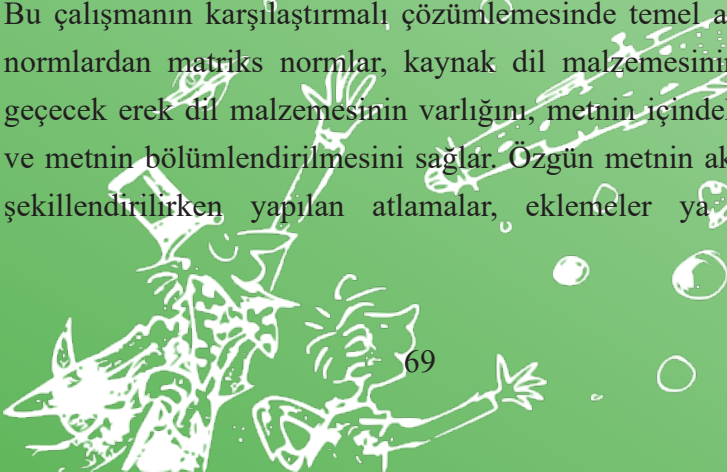 Bu çalışmanın karşılaştırmalı çözümlemesinde temel a
normlardan matriks normlar, kaynak dil malzemesinin
geçecek erek dil malzemesinin varlığını, metnin içinde
ve metnin bölümlendirilmesini sağlar. Özgün metnin ak
şekillendirilirken yapılan atlamalar, eklemeler ya
69